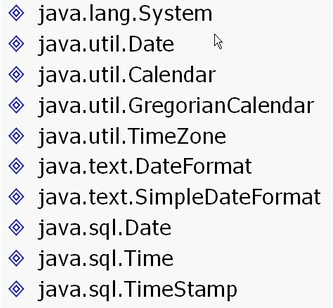 java.lang.System
java.util.Date
java.util.Calendar
java.util.GregorianCalendar
java.util.TimeZone
java.text.DateFormat
java.text.SimpleDateFormat
java.sql.Date
java.sql.Time
java.sql.TimeStamp